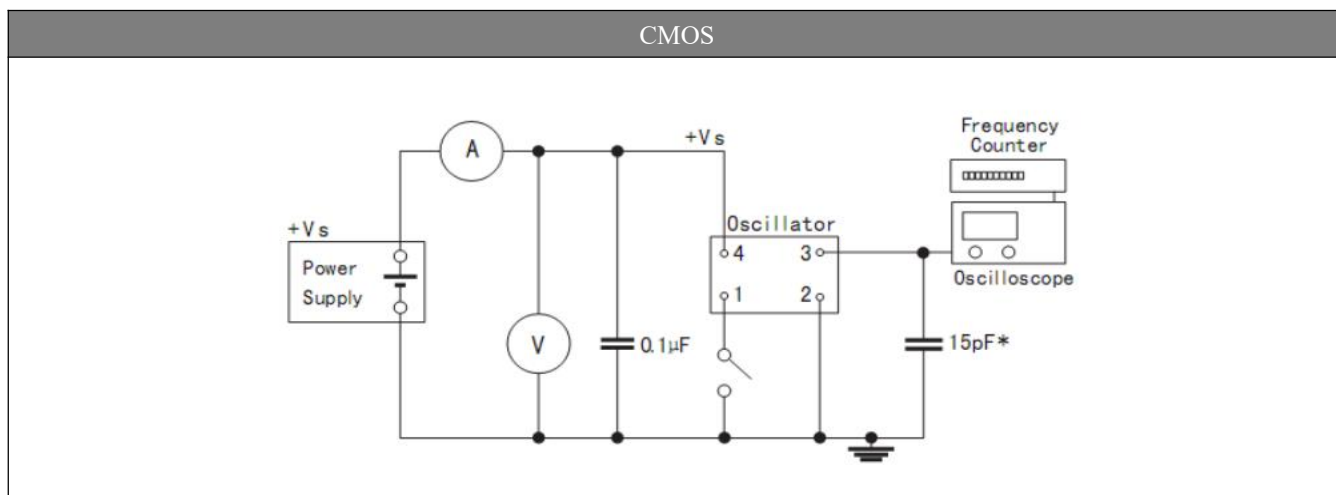 CMOS
Frequency
Counter
+Vs
A
Oscillator
+Vs
4 3
Power
Supply
Oscilloscope
1 2
V
0.1μF
15pF*